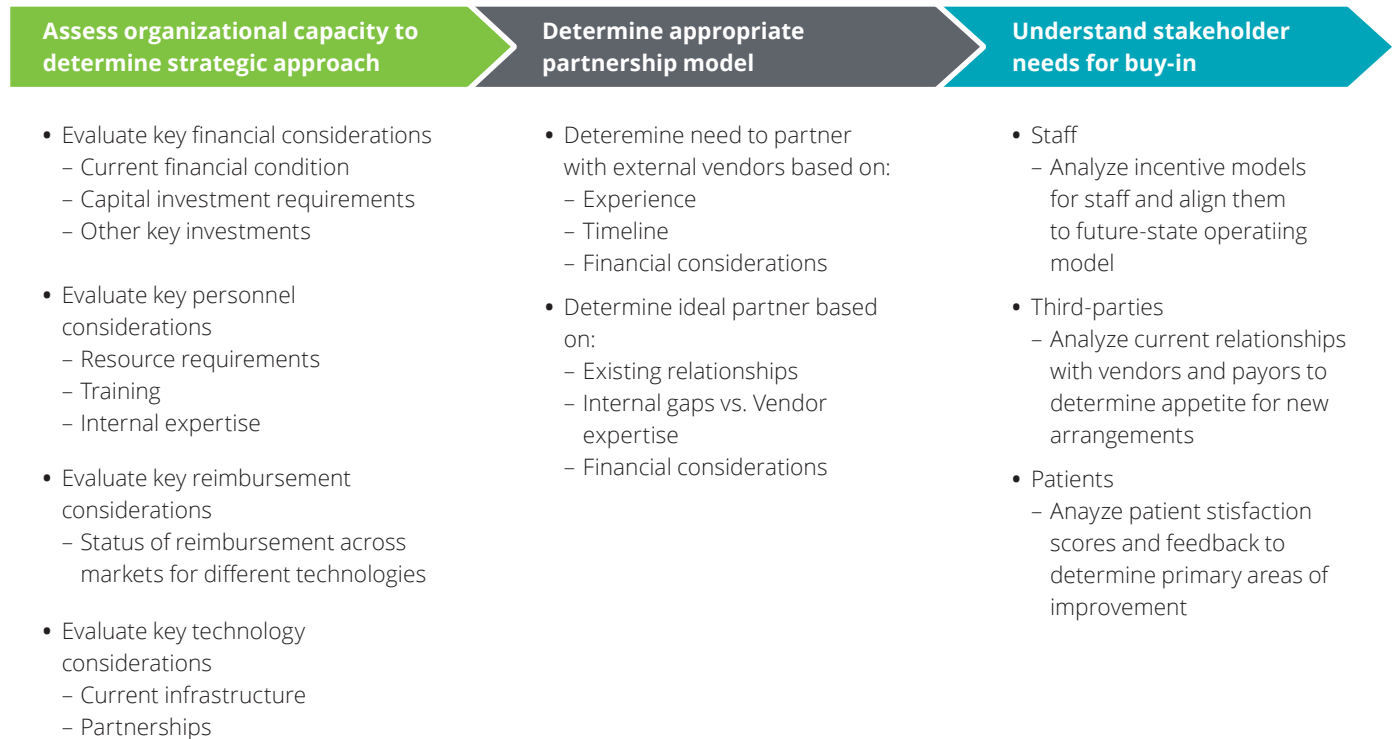 Assess organizational capacity to
determine strategic approach
• Evaluate key financial considerations
– Current financial condition
– Capital investment requirements
– Other key investments
• Evaluate key personnel
considerations
– Resource requirements
– Training
– Internal expertise
• Evaluate key reimbursement
considerations
– Status of reimbursement across
markets for different technologies
• Evaluate key technology
considerations
– Current infrastructure
– Partnerships
Determine appropriate
partnership model
• Deteremine need to partner
with external vendors based on:
– Experience
– Timeline
– Financial considerations
• Determine ideal partner based
on:
– Existing relationships
– Internal gaps vs. Vendor
expertise
– Financial considerations
Understand stakeholder
needs for buy-in
• Staff
– Analyze incentive models
for staff and align them
to future-state operatiing
model
• Third-parties
– Analyze current relationships
with vendors and payors to
determine appetite for new
arrangements
• Patients
– Anayze patient stisfaction
scores and feedback to
determine primary areas of
improvement